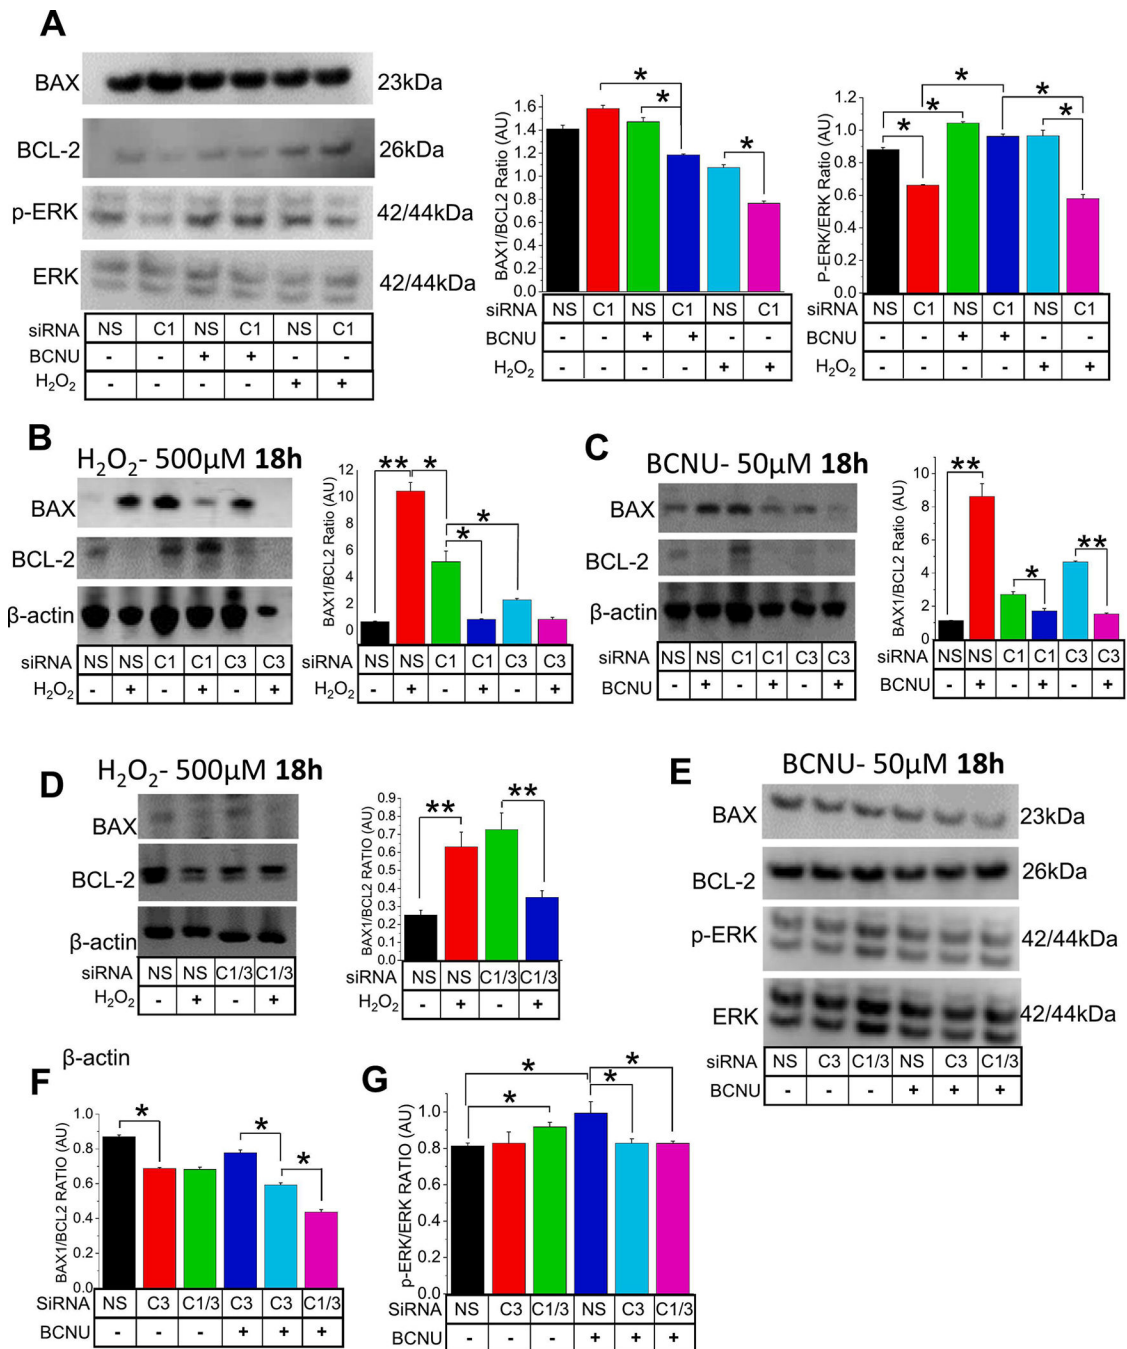 A
BAX
23kDa
BCL-2
26kDa
p-ERK
42/44kDa
ERK
42/44kDa
siRNA NS C1 NS C1 NS C1
BCNU - - + + - -
H₂O₂ - - - - + +
BAX1/BCL2 Ratio (AU)
1.6
1.4
1.2
1.0
0.8
0.6
0.4
0.2
0.0
* * *
siRNA NS C1 NS C1 NS C1
BCNU - - + + - -
H₂O₂ - - - - + +
P-ERK/ERK Ratio (AU)
1.2
1.0
0.8
0.6
0.4
0.2
0.0
* * * * *
siRNA NS C1 NS C1 NS C1
BCNU - - + + - -
H₂O₂ - - - - + +
B
H₂O₂- 500µM 18h
BAX
BCL-2
β-actin
siRNA NS NS C1 C1 C3 C3
H₂O₂ - + - + - +
BAX1/BCL2 Ratio (AU)
12
10
8
6
4
2
0
** * * *
siRNA NS NS C1 C1 C3 C3
H₂O₂ - + - + - +
C
BCNU- 50µM 18h
BAX
BCL-2
β-actin
siRNA NS NS C1 C1 C3 C3
BCNU - + - + - +
BAX1/BCL2 Ratio (AU)
10
8
6
4
2
0
** * **
siRNA NS NS C1 C1 C3 C3
BCNU - + - + - +
D
H₂O₂- 500µM 18h
BAX
BCL-2
β-actin
siRNA NS NS C1/3 C1/3
H₂O₂ - + - +
BAX1/BCL2 RATIO (AU)
0.9
0.8
0.7
0.6
0.5
0.4
0.3
0.2
0.1
0.0
** **
siRNA NS NS C1/3 C1/3
H₂O₂ - + - +
E
BCNU- 50µM 18h
BAX
23kDa
BCL-2
26kDa
p-ERK
42/44kDa
ERK
42/44kDa
siRNA NS C3 C1/3 NS C3 C1/3
BCNU - - - + + +
β-actin
F
BAX1/BCL2 RATIO (AU)
1.0
0.8
0.6
0.4
0.2
0.0
* * *
SiRNA NS C3 C1/3 C3 C3 C1/3
BCNU - - - + + +
G
p-ERK/ERK RATIO (AU)
1.0
0.8
0.6
0.4
0.2
0.0
* * * *
SiRNA NS C3 C1/3 NS C3 C1/3
BCNU - - - + + +